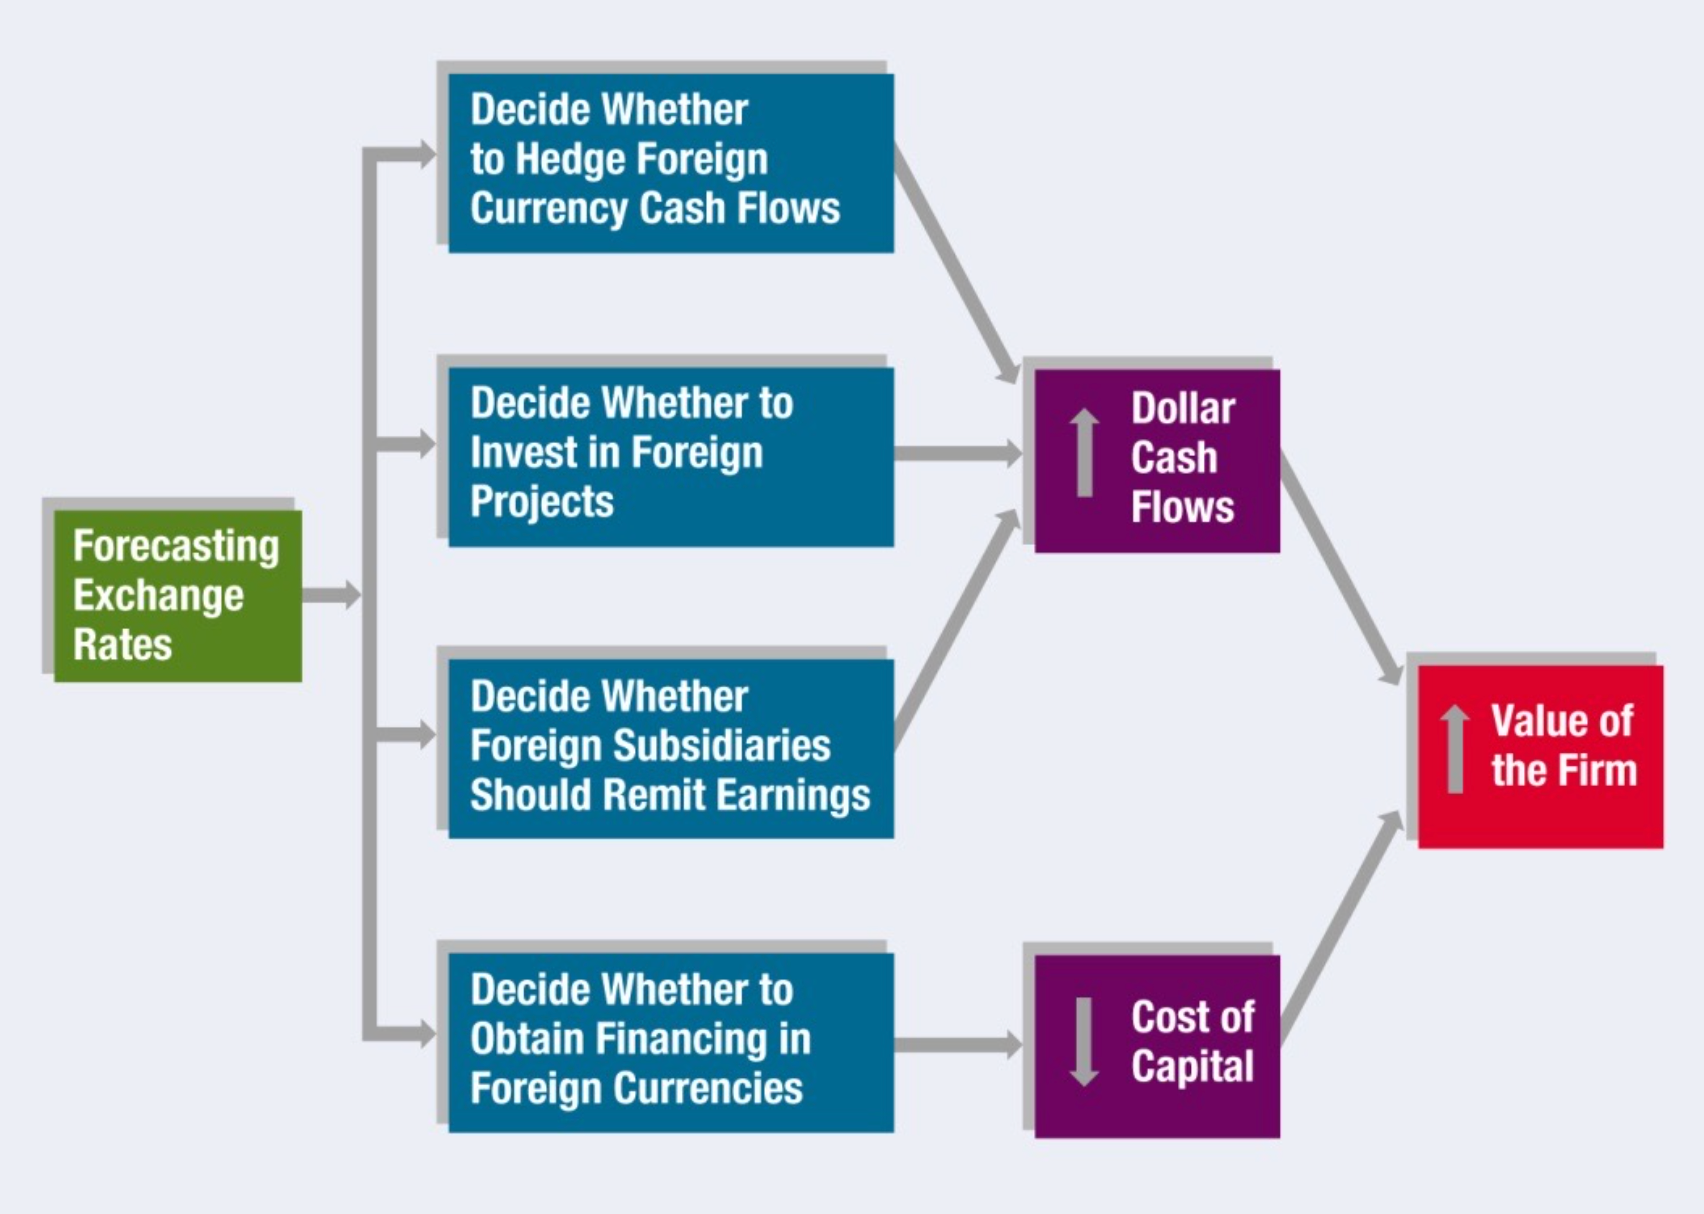 Forecasting
Exchange
Rates
Decide Whether
to Hedge Foreign
Currency Cash Flows
Decide Whether to
Invest in Foreign
Projects
Decide Whether
Foreign Subsidiaries
Should Remit Earnings
Decide Whether to
Obtain Financing in
Foreign Currencies
Dollar
Cash
Flows
Cost of
Capital
Value of
the Firm